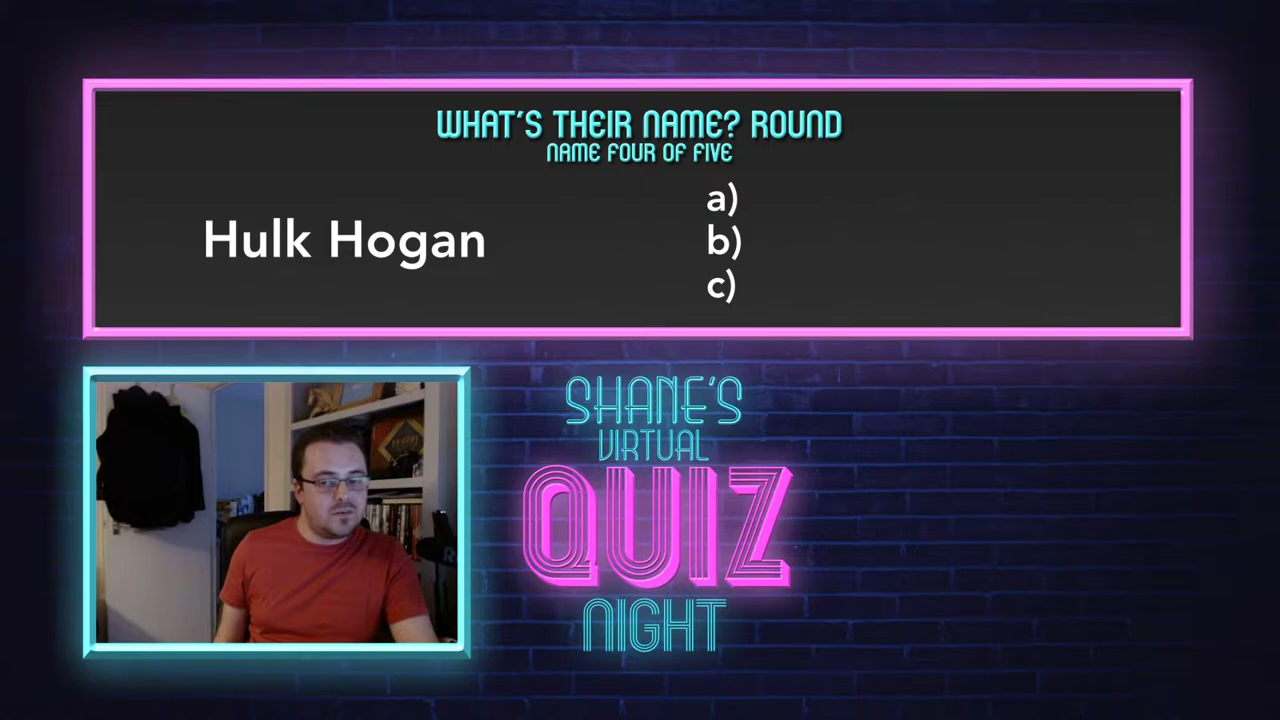 WHAT'S THEIR NAME? ROUND
NAME FOUR OF FIVE
Hulk Hogan
a)
b)
c)
SHANE'S
VIRTUAL
QUIZ
NIGHT